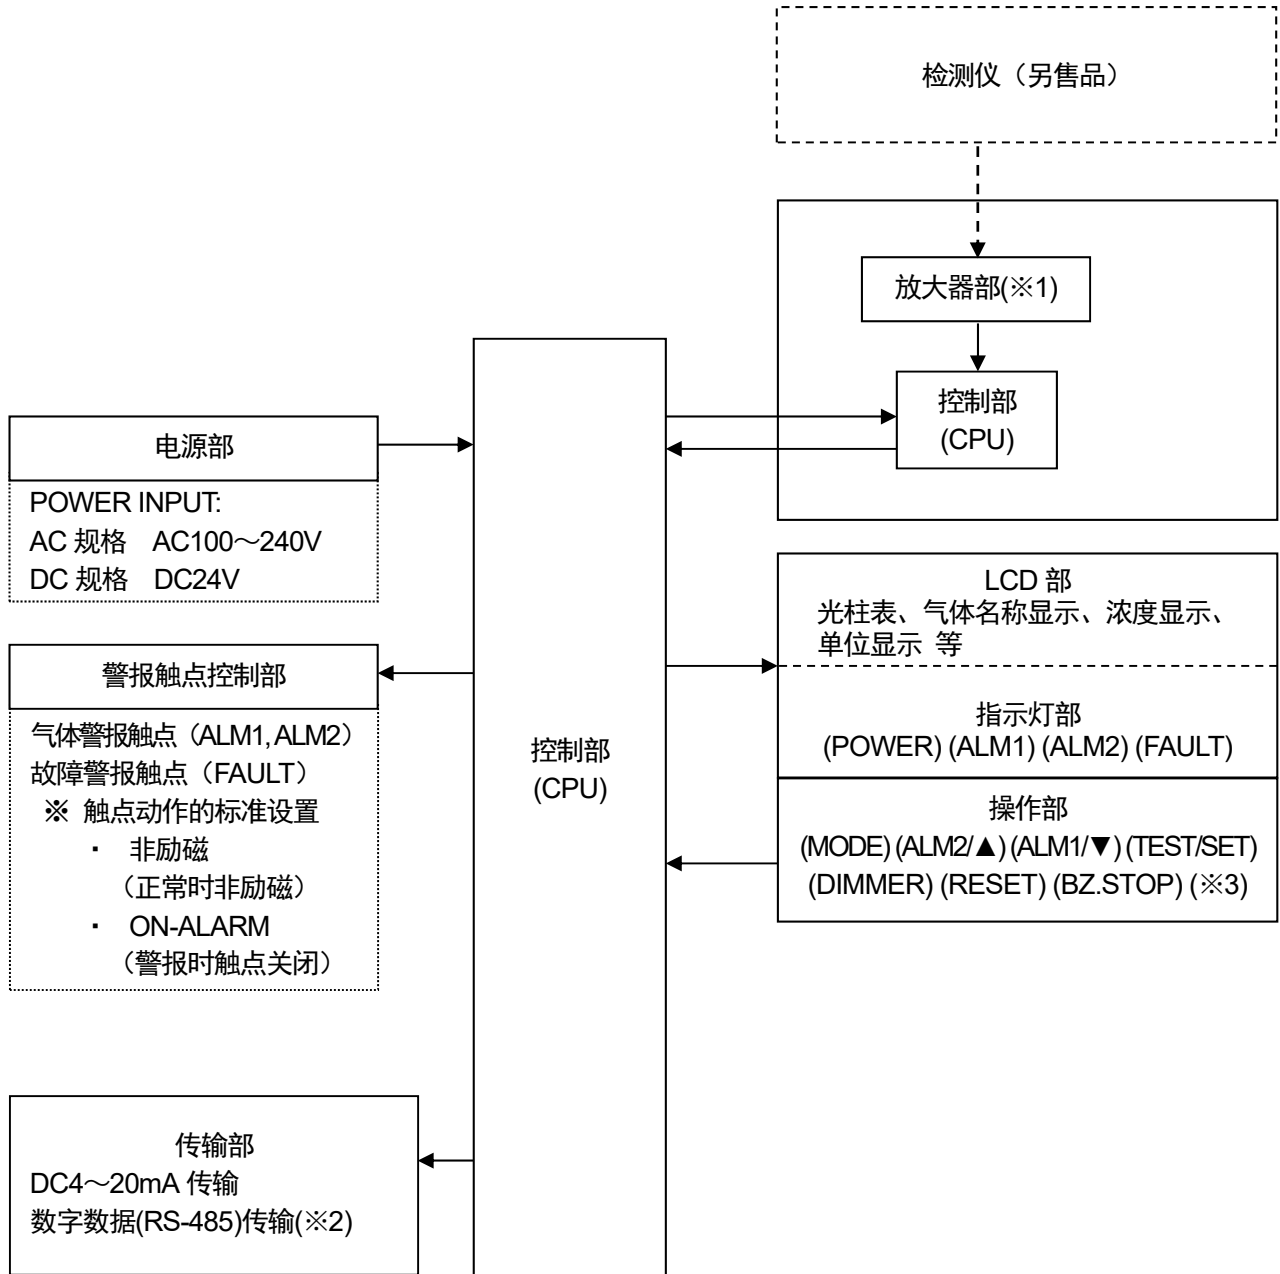 检测仪（另售品）
放大器部(※1)
控制部
(CPU)
电源部
POWER INPUT:
AC 规格　AC100～240V
DC 规格　DC24V
LCD 部
光柱表、气体名称显示、浓度显示、
单位显示 等
指示灯部
(POWER) (ALM1) (ALM2) (FAULT)
警报触点控制部
气体警报触点（ALM1, ALM2）
故障警报触点（FAULT）
※ 触点动作的标准设置
・ 非励磁
（正常时非励磁）
・ ON-ALARM
（警报时触点关闭）
控制部
(CPU)
操作部
(MODE) (ALM2/▲) (ALM1/▼) (TEST/SET)
(DIMMER) (RESET) (BZ.STOP) (※3)
传输部
DC4～20mA 传输
数字数据(RS-485)传输(※2)